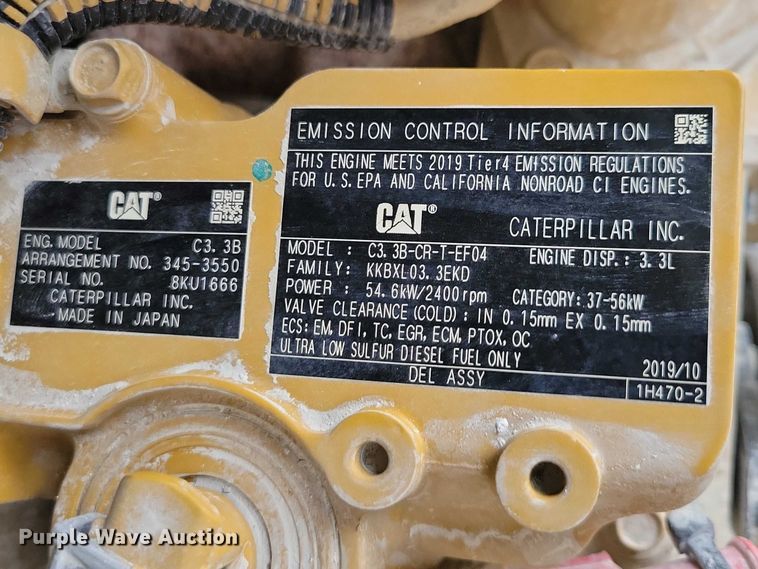 CAT®
ENG. MODEL C3. 3B
ARRANGEMENT NO. 345-3550
SERIAL NO. 8KU1666
CATERPILLAR INC.
MADE IN JAPAN
EMISSION CONTROL INFORMATION
THIS ENGINE MEETS 2019 Tier4 EMISSION REGULATIONS
FOR U.S. EPA AND CALIFORNIA NONROAD CI ENGINES.
CAT® CATERPILLAR INC.
MODEL : C3. 3B-CR-T-EF04 ENGINE DISP.: 3. 3L
FAMILY: KKBXL03. 3EKD
POWER : 54. 6kW/2400rpm CATEGORY: 37-56kW
VALVE CLEARANCE (COLD) : IN 0.15mm EX 0.15mm
ECS: EM, DFI, TC, EGR, ECM, PTOX, OC
ULTRA LOW SULFUR DIESEL FUEL ONLY
2019/10
DEL ASSY 1H470-2
Purple Wave Auction